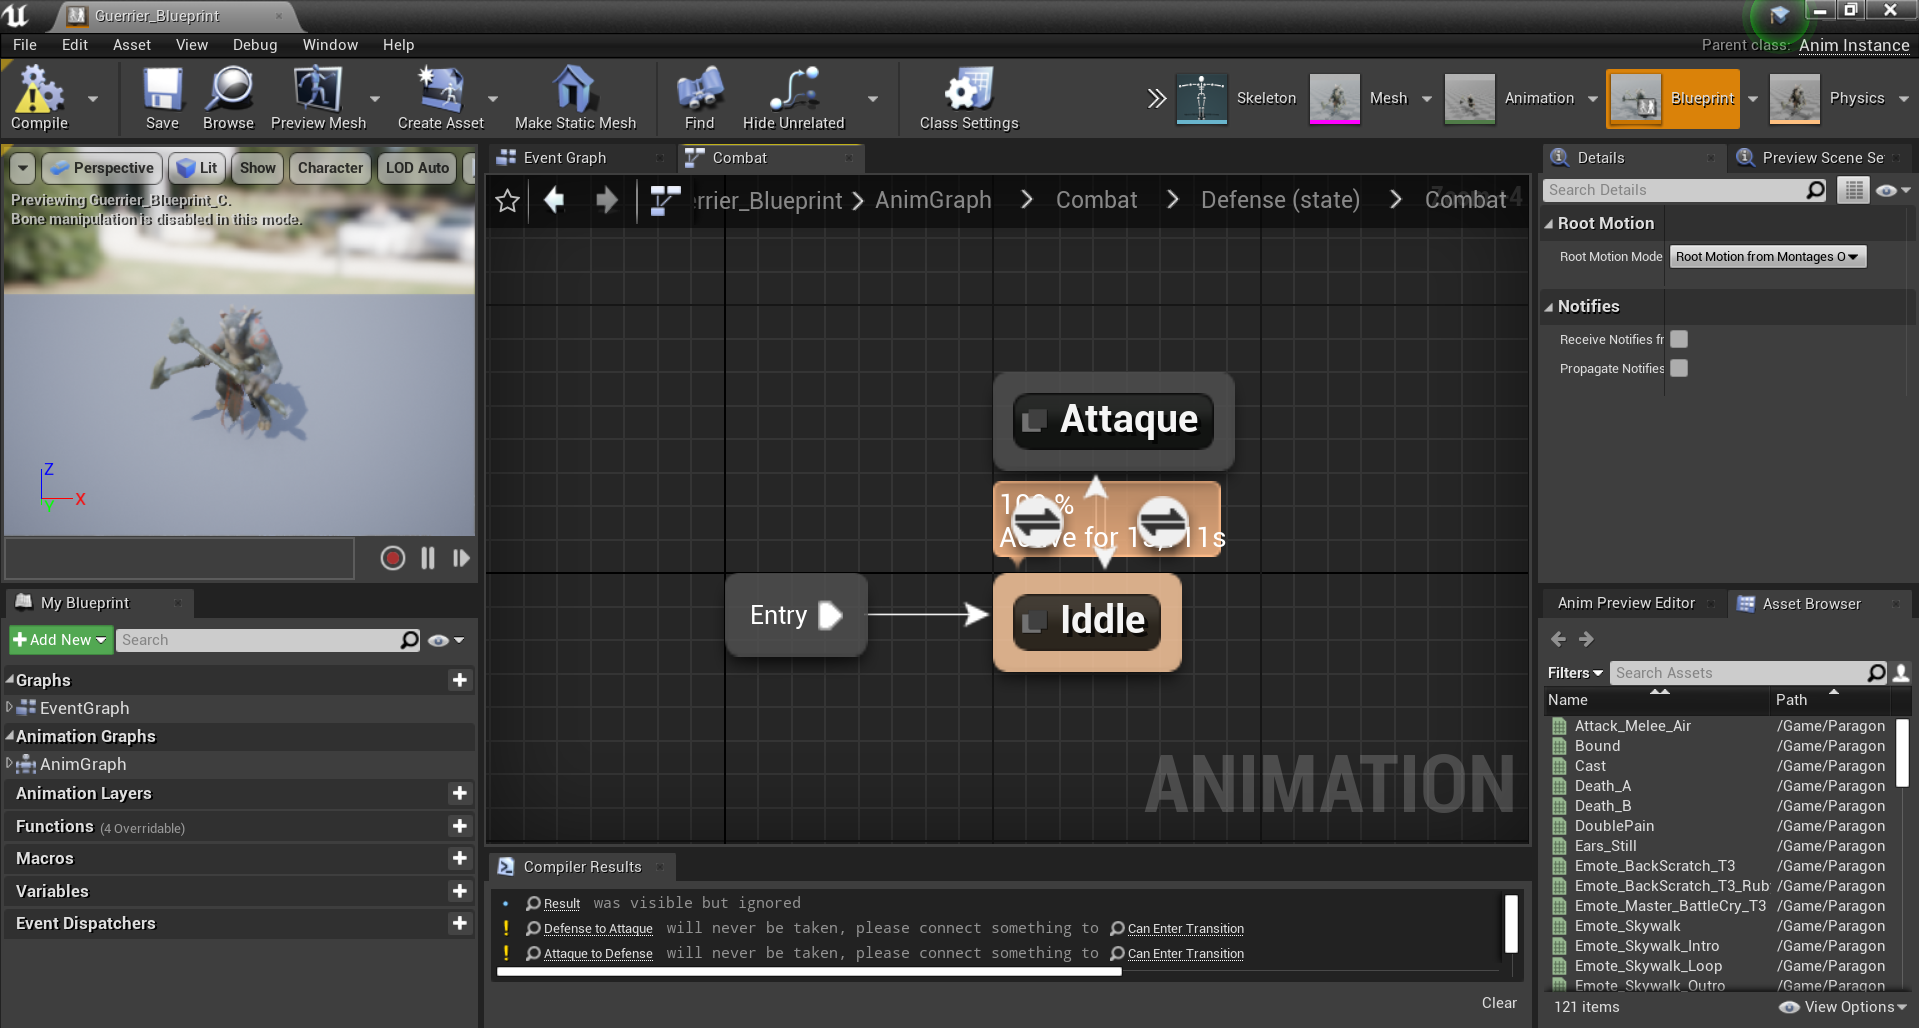 Guerrier_Blueprint
File Edit Asset View Debug Window Help
Parent class: Anim Instance
Compile Save Browse Preview Mesh Create Asset Make Static Mesh Find Hide Unrelated Class Settings
Skeleton Mesh Animation Blueprint Physics
Perspective Lit Show Character LOD Auto
Previewing Guerrier_Blueprint_C.
Bone manipulation is disabled in this mode.
Z
X
Y
Event Graph Combat
errier_Blueprint AnimGraph Combat Defense (state) Combat
Attaque
Active for
Entry
Iddle
ANIMATION
My Blueprint
Add New Search
Graphs
EventGraph
Animation Graphs
AnimGraph
Animation Layers
Functions (4 Overridable)
Macros
Variables
Event Dispatchers
Compiler Results
Result was visible but ignored
Defense to Attaque will never be taken, please connect something to Can Enter Transition
Attaque to Defense will never be taken, please connect something to Can Enter Transition
Clear
Details Preview Scene Se
Search Details
Root Motion
Root Motion Mode Root Motion from Montages O
Notifies
Receive Notifies fr
Propagate Notifies
Anim Preview Editor Asset Browser
Filters Search Assets
Name Path
Attack_Melee_Air /Game/Paragon
Bound /Game/Paragon
Cast /Game/Paragon
Death_A /Game/Paragon
Death_B /Game/Paragon
DoublePain /Game/Paragon
Ears_Still /Game/Paragon
Emote_BackScratch_T3 /Game/Paragon
Emote_BackScratch_T3_Rub /Game/Paragon
Emote_Master_BattleCry_T3 /Game/Paragon
Emote_Skywalk /Game/Paragon
Emote_Skywalk_Intro /Game/Paragon
Emote_Skywalk_Loop /Game/Paragon
Emote_Skywalk_Outro /Game/Paragon
121 items View Options